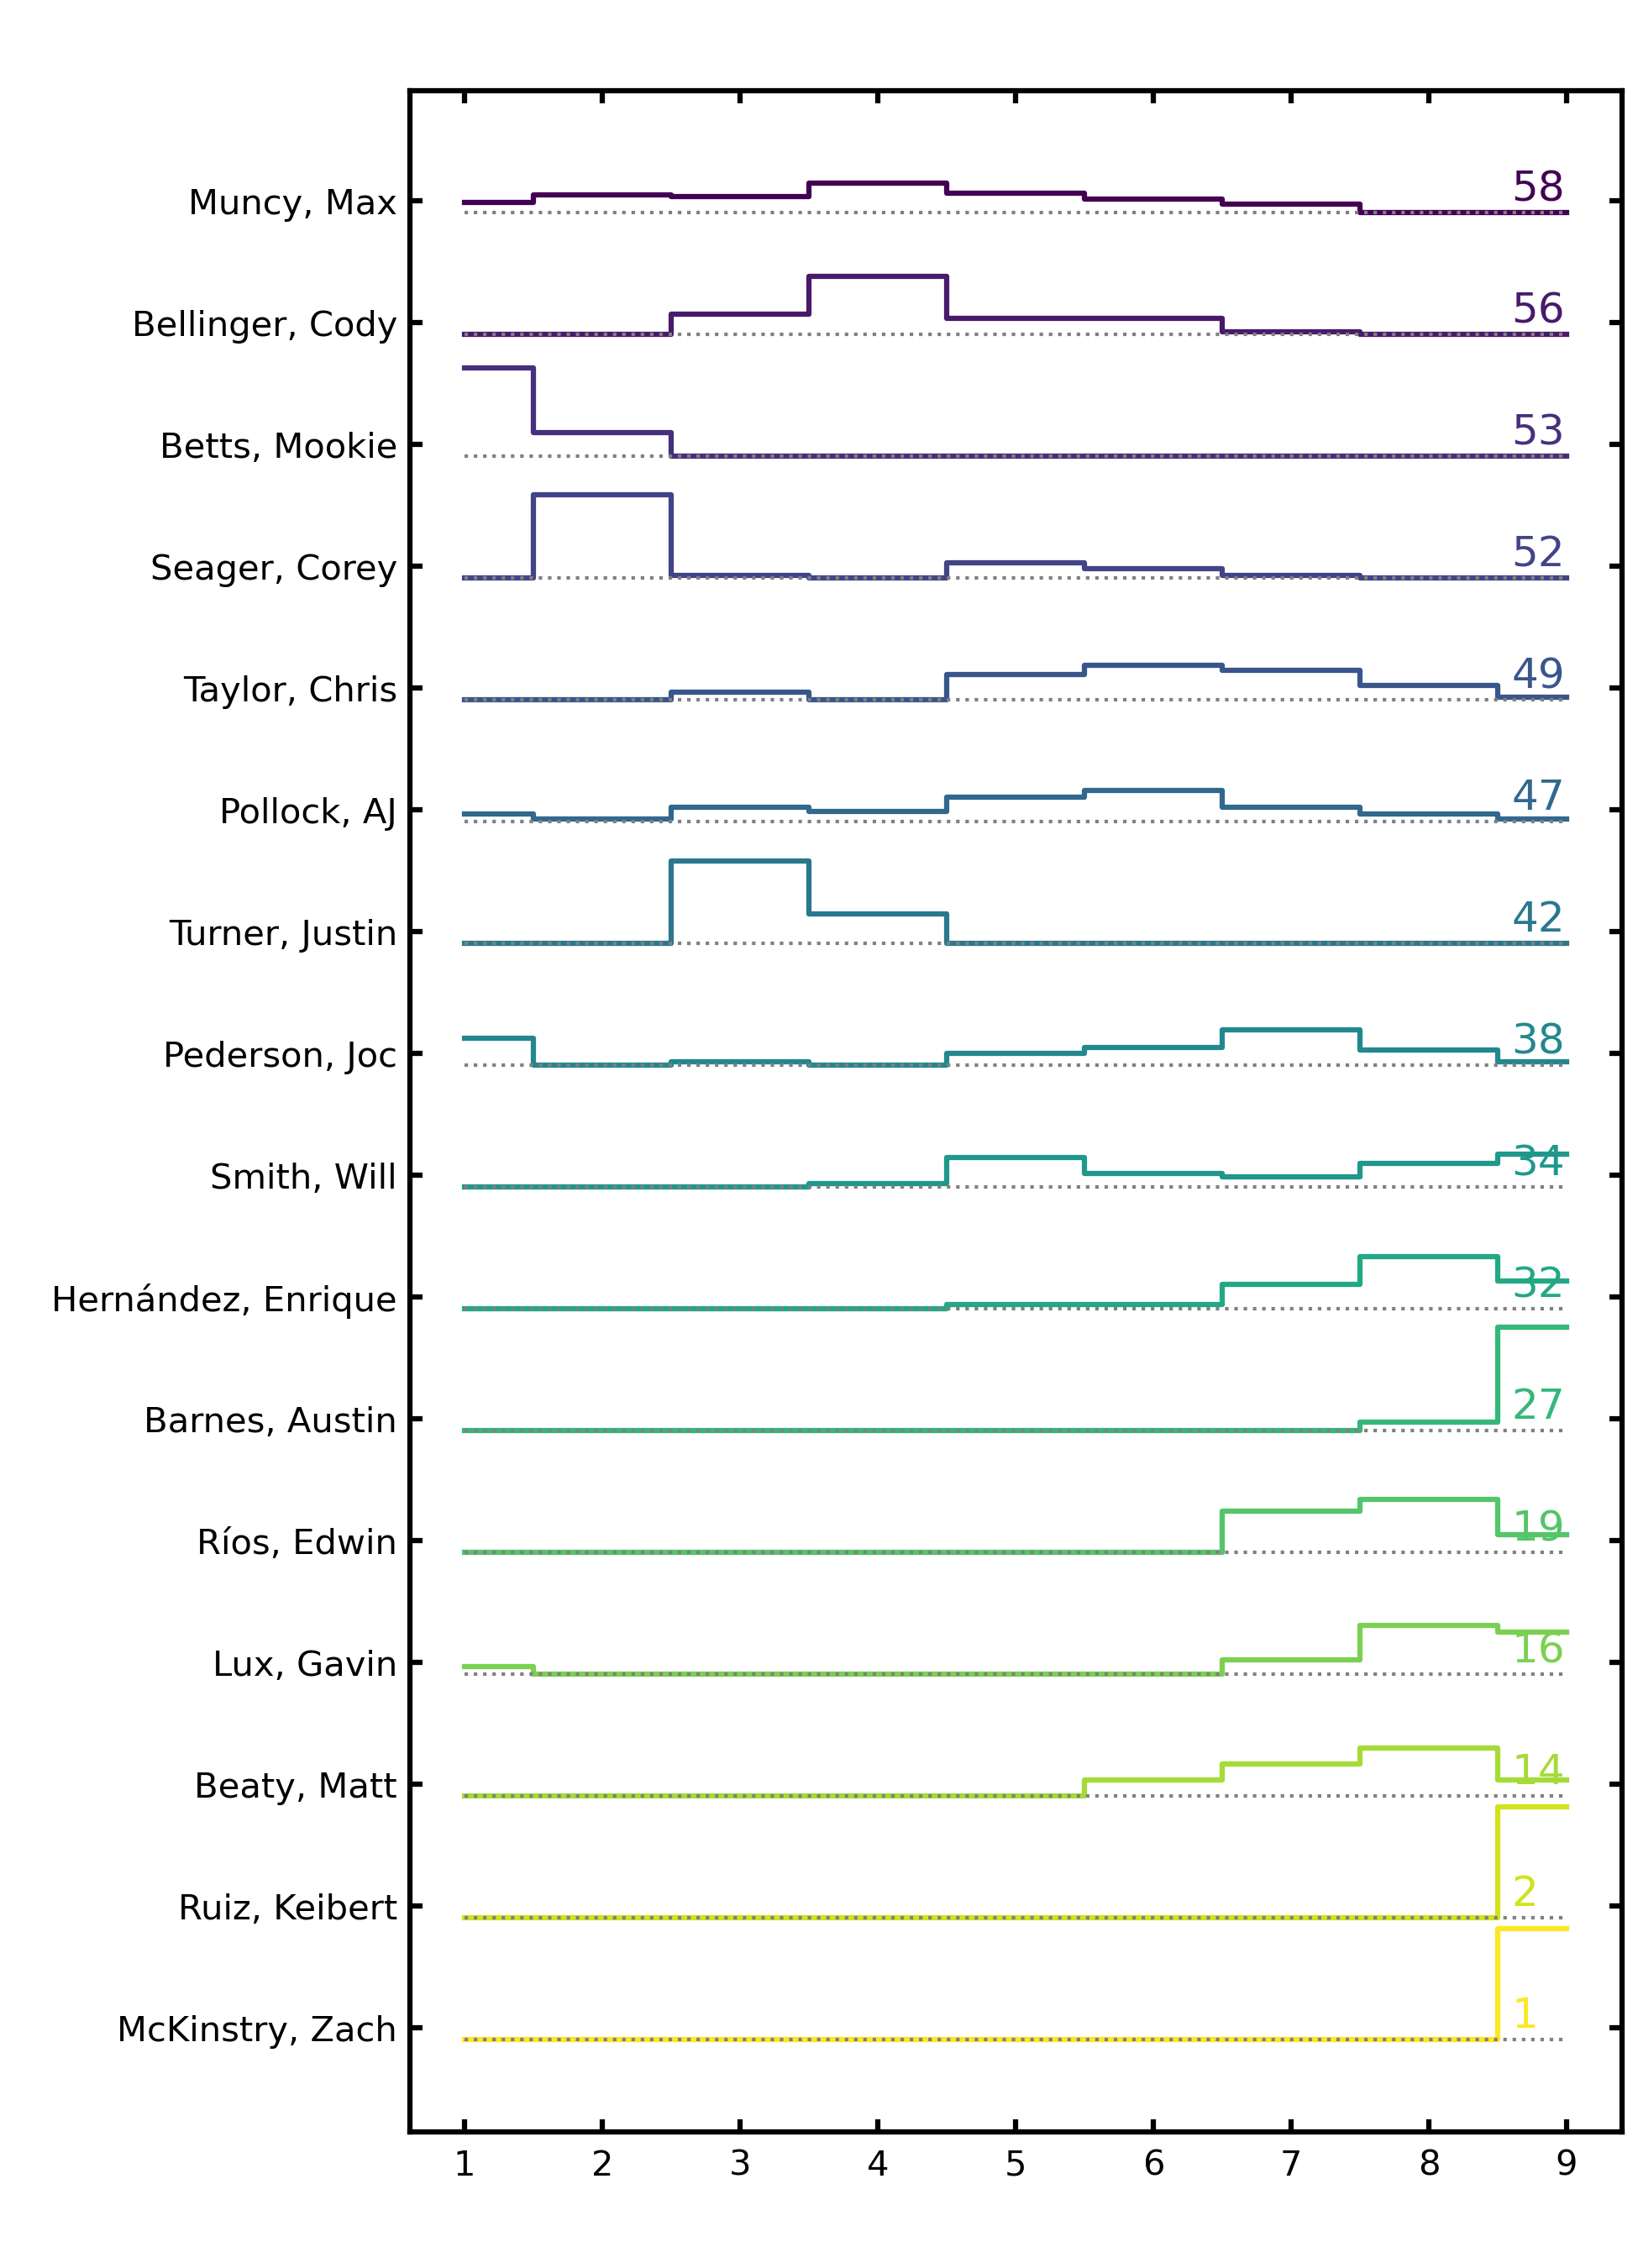 Muncy, Max 58
Bellinger, Cody 56
Betts, Mookie 53
Seager, Corey 52
Taylor, Chris 49
Pollock, AJ 47
Turner, Justin 42
Pederson, Joc 38
Smith, Will 34
Hernández, Enrique 32
Barnes, Austin 27
Ríos, Edwin 19
Lux, Gavin 16
Beaty, Matt 14
Ruiz, Keibert 2
McKinstry, Zach 1
1 2 3 4 5 6 7 8 9